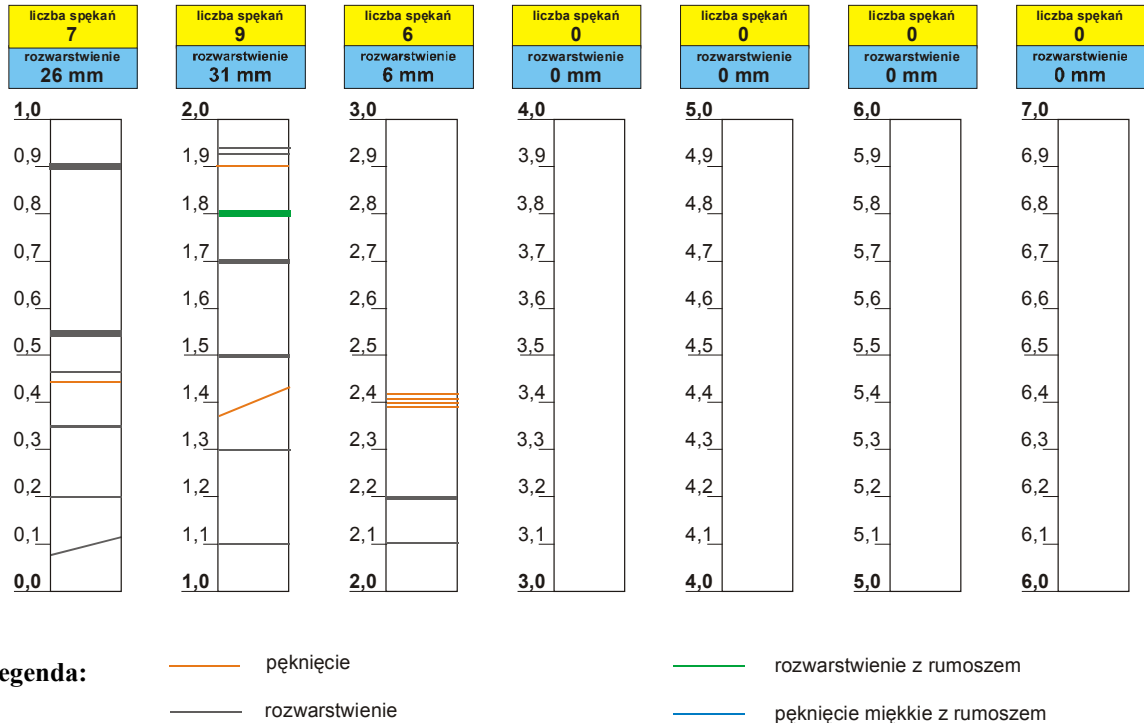 liczba spękań liczba spękań liczba spękań liczba spękań liczba spękań liczba spękań liczba spękań
7 9 6 0 0 0 0
rozwarstwienie rozwarstwienie rozwarstwienie rozwarstwienie rozwarstwienie rozwarstwienie rozwarstwienie
26 mm 31 mm 6 mm 0 mm 0 mm 0 mm 0 mm
1,0 2,0 3,0 4,0 5,0 6,0 7,0
0,9 1,9 2,9 3,9 4,9 5,9 6,9
0,8 1,8 2,8 3,8 4,8 5,8 6,8
0,7 1,7 2,7 3,7 4,7 5,7 6,7
0,6 1,6 2,6 3,6 4,6 5,6 6,6
0,5 1,5 2,5 3,5 4,5 5,5 6,5
0,4 1,4 2,4 3,4 4,4 5,4 6,4
0,3 1,3 2,3 3,3 4,3 5,3 6,3
0,2 1,2 2,2 3,2 4,2 5,2 6,2
0,1 1,1 2,1 3,1 4,1 5,1 6,1
0,0 1,0 2,0 3,0 4,0 5,0 6,0
egenda: pęknięcie rozwarstwienie z rumoszem
rozwarstwienie pęknięcie miękkie z rumoszem